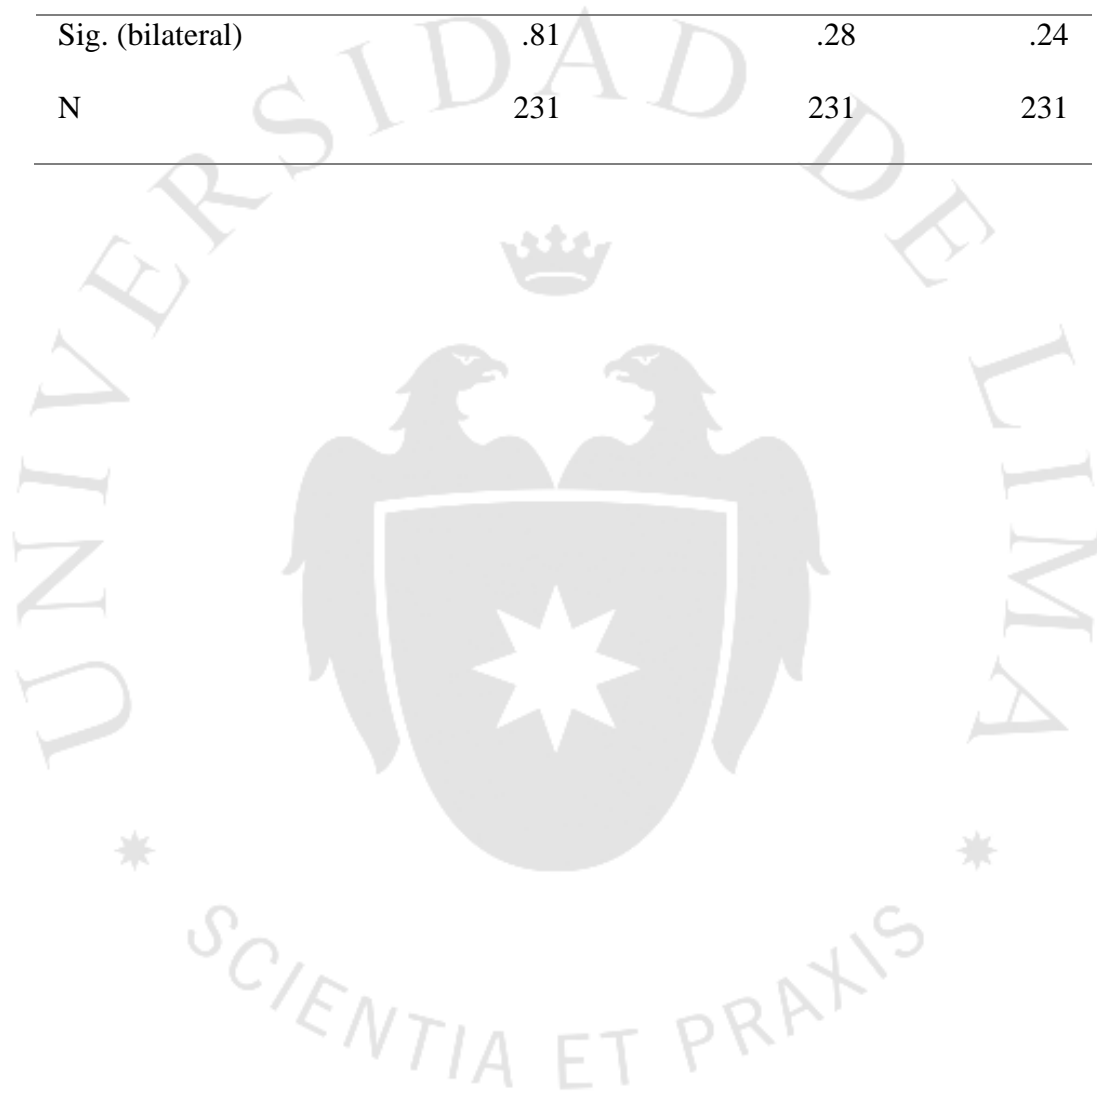 Sig. (bilateral) .81 .28 .24
N 231 231 231
UNIVERSIDAD DE LIMA
SCIENTIA ET PRAXIS